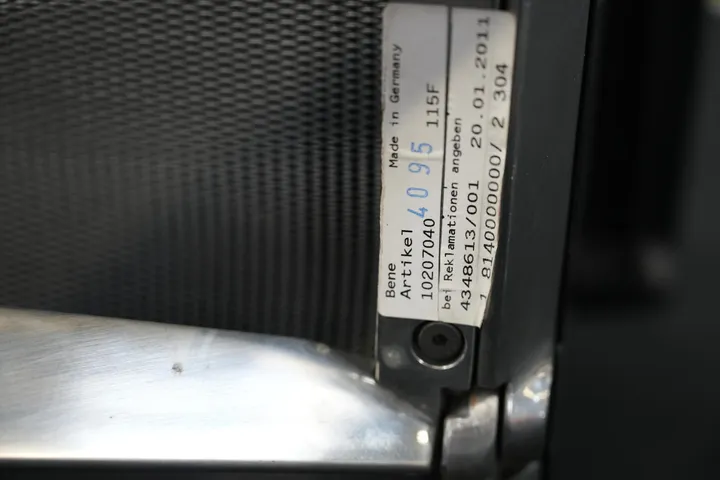 Bene Made in Germany
Artikel 4095
10207040 115F
bei Reklamationen angeben
4348613/001 20.01.2011
1 8140000000/ 2 304